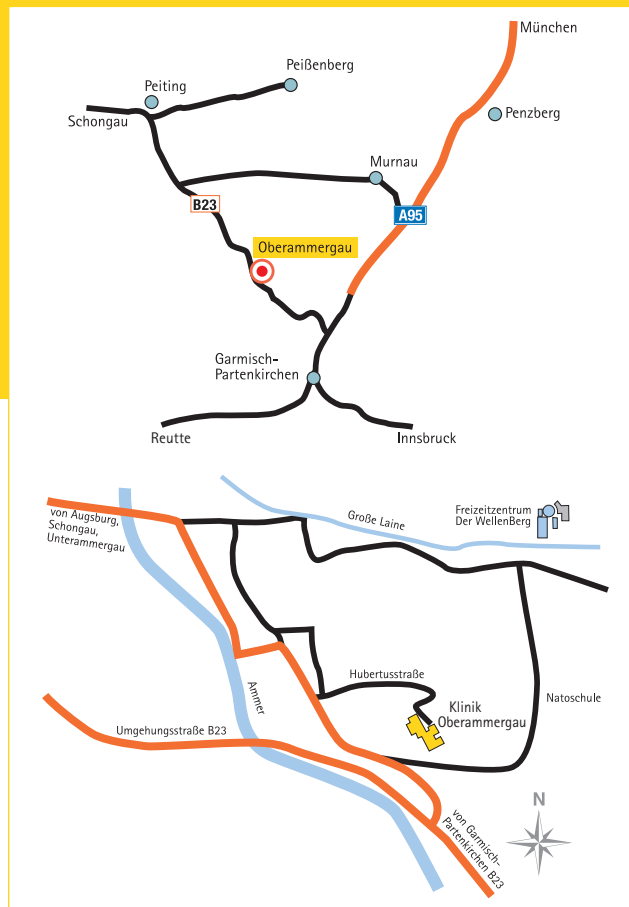 München
Peißenberg
Peiting
Penzberg
Schongau
Murnau
B23
A95
Oberammergau
Garmisch-
Partenkirchen
Reutte
Innsbruck
von Augsburg,
Schongau,
Unterammergau
Große Laine
Freizeitzentrum
Der WellenBerg
Ammer
Hubertusstraße
Natoschule
Klinik
Oberammergau
Umgehungsstraße B23
von Garmisch-
Partenkirchen B23
N